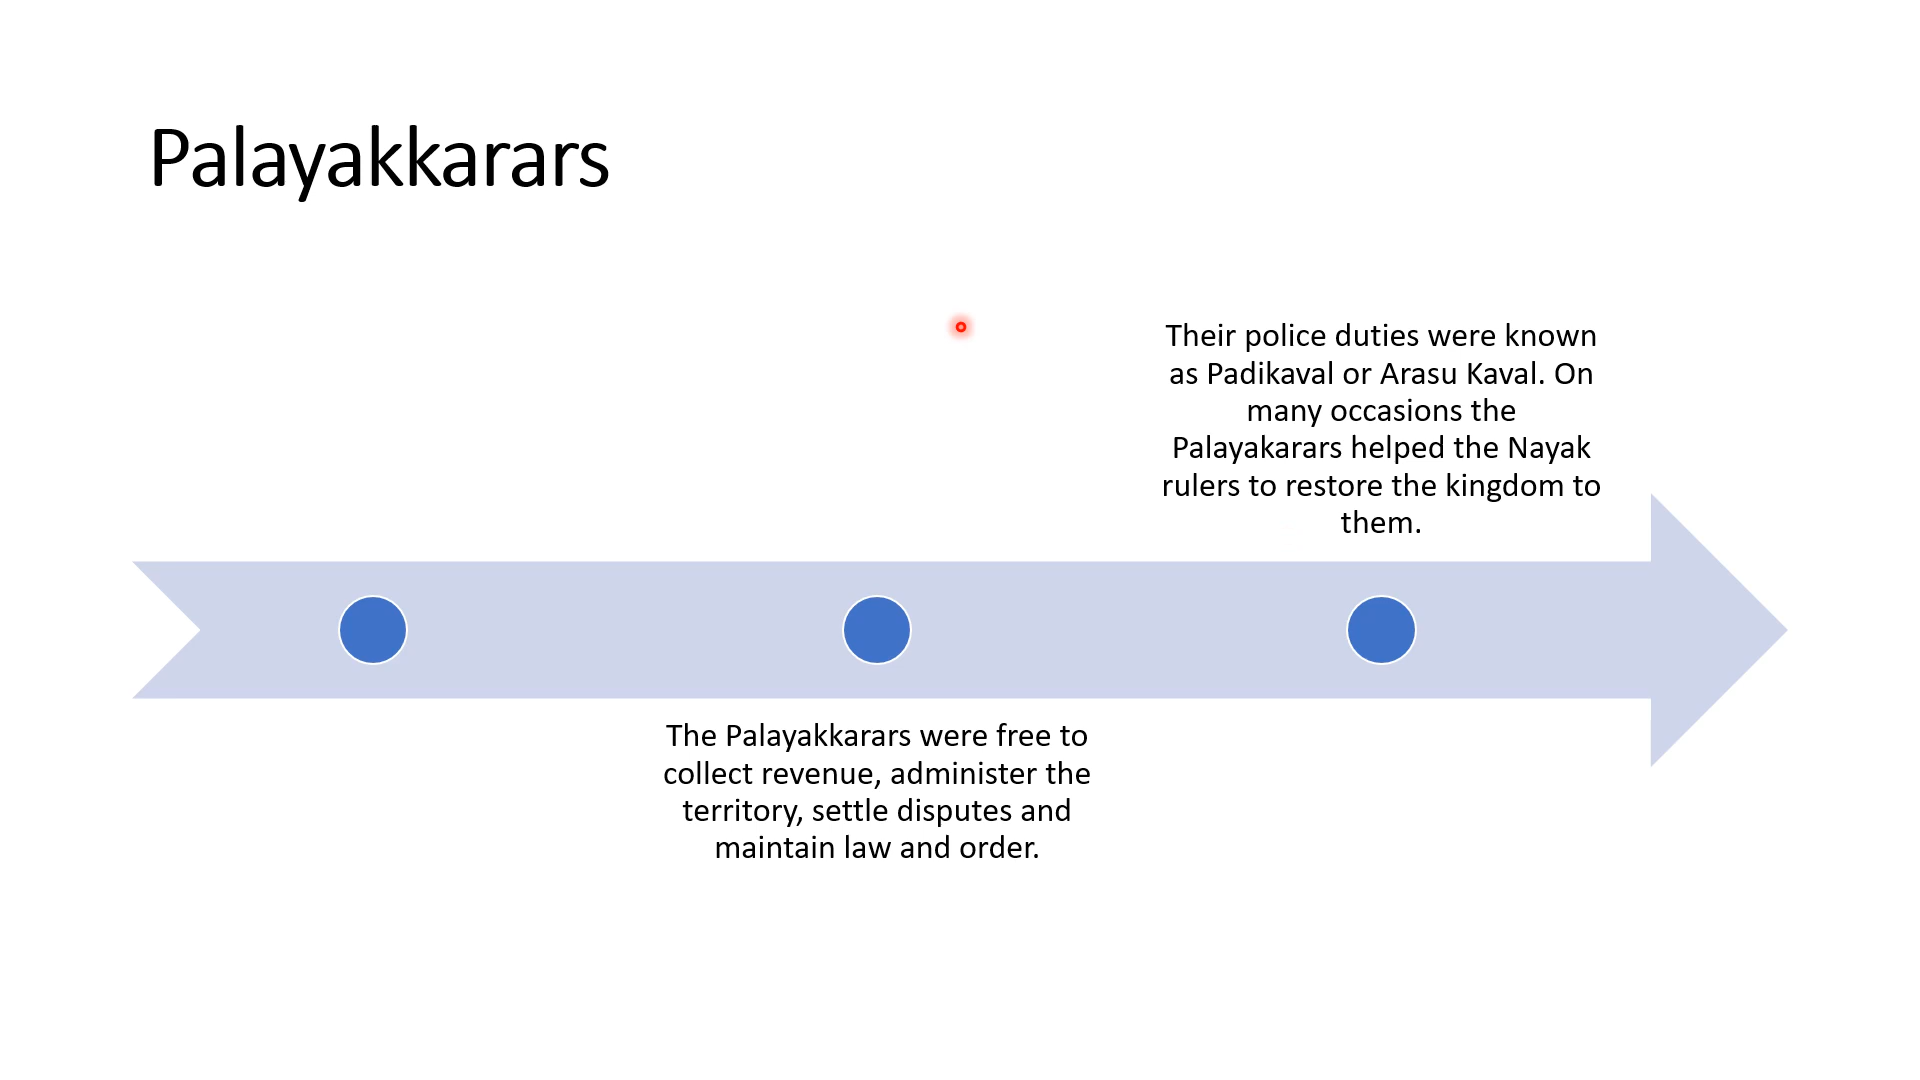 Palayakkarars
Their police duties were known
as Padikaval or Arasu Kaval. On
many occasions the
Palayakarars helped the Nayak
rulers to restore the kingdom to
them.
The Palayakkarars were free to
collect revenue, administer the
territory, settle disputes and
maintain law and order.